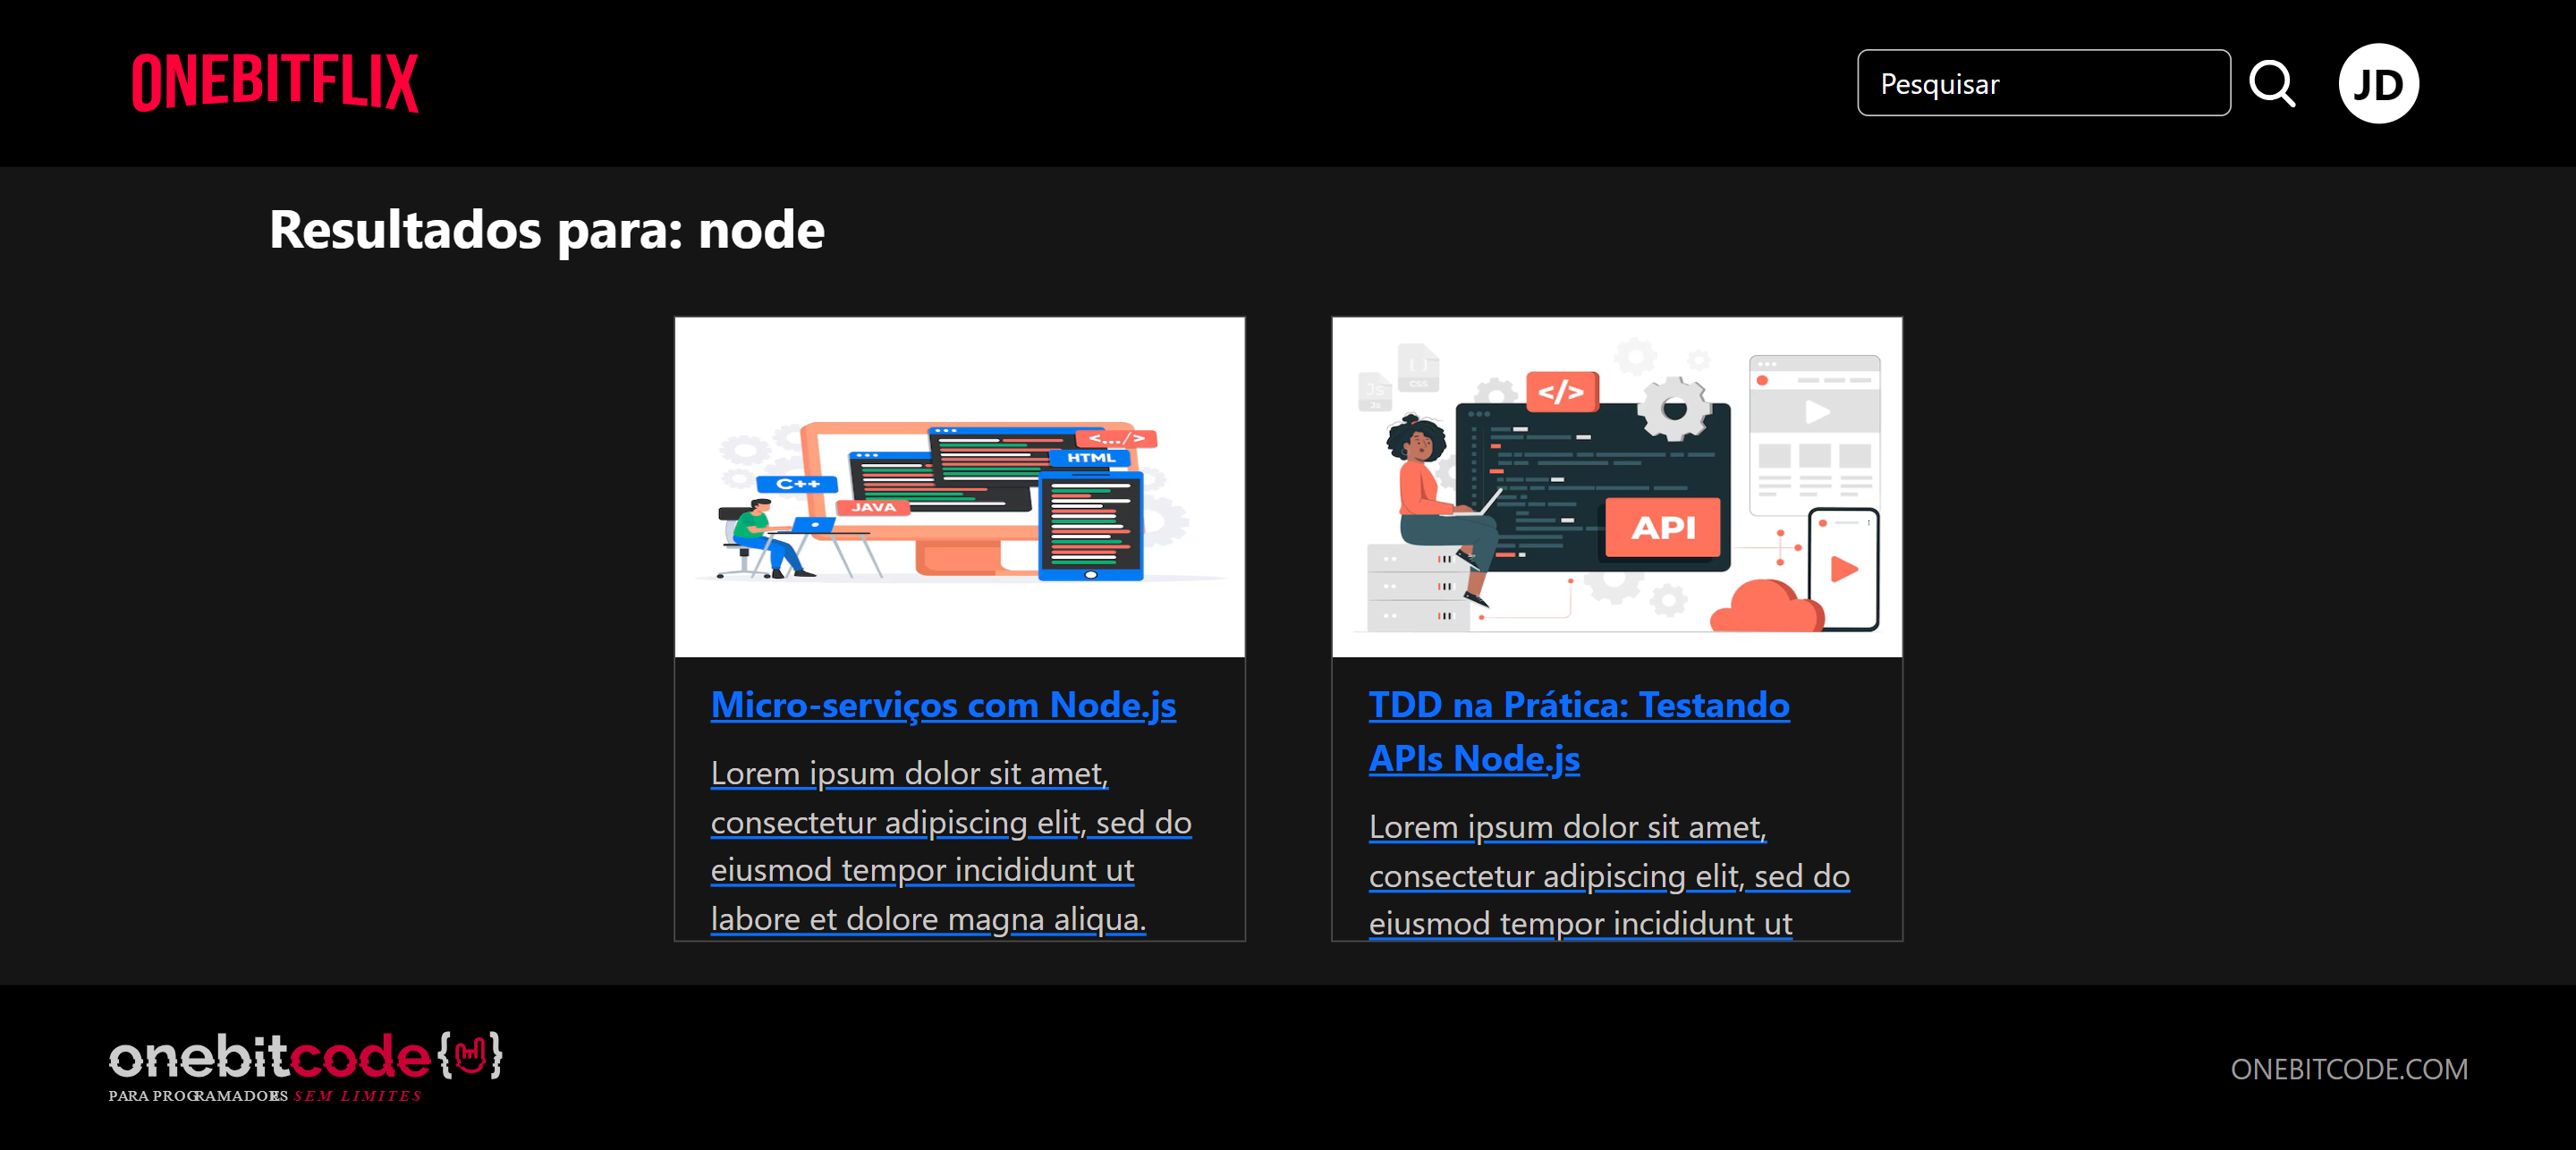 ONEBITFLIX
Pesquisar
JD
Resultados para: node
<.../>
HTML
C++
JAVA
{ }
CSS
Js
Js
</>
API
Micro-serviços com Node.js
Lorem ipsum dolor sit amet,
consectetur adipiscing elit, sed do
eiusmod tempor incididunt ut
labore et dolore magna aliqua.
TDD na Prática: Testando
APIs Node.js
Lorem ipsum dolor sit amet,
consectetur adipiscing elit, sed do
eiusmod tempor incididunt ut
onebitcode{}
PARA PROGRAMADORES SEM LIMITES
ONEBITCODE.COM